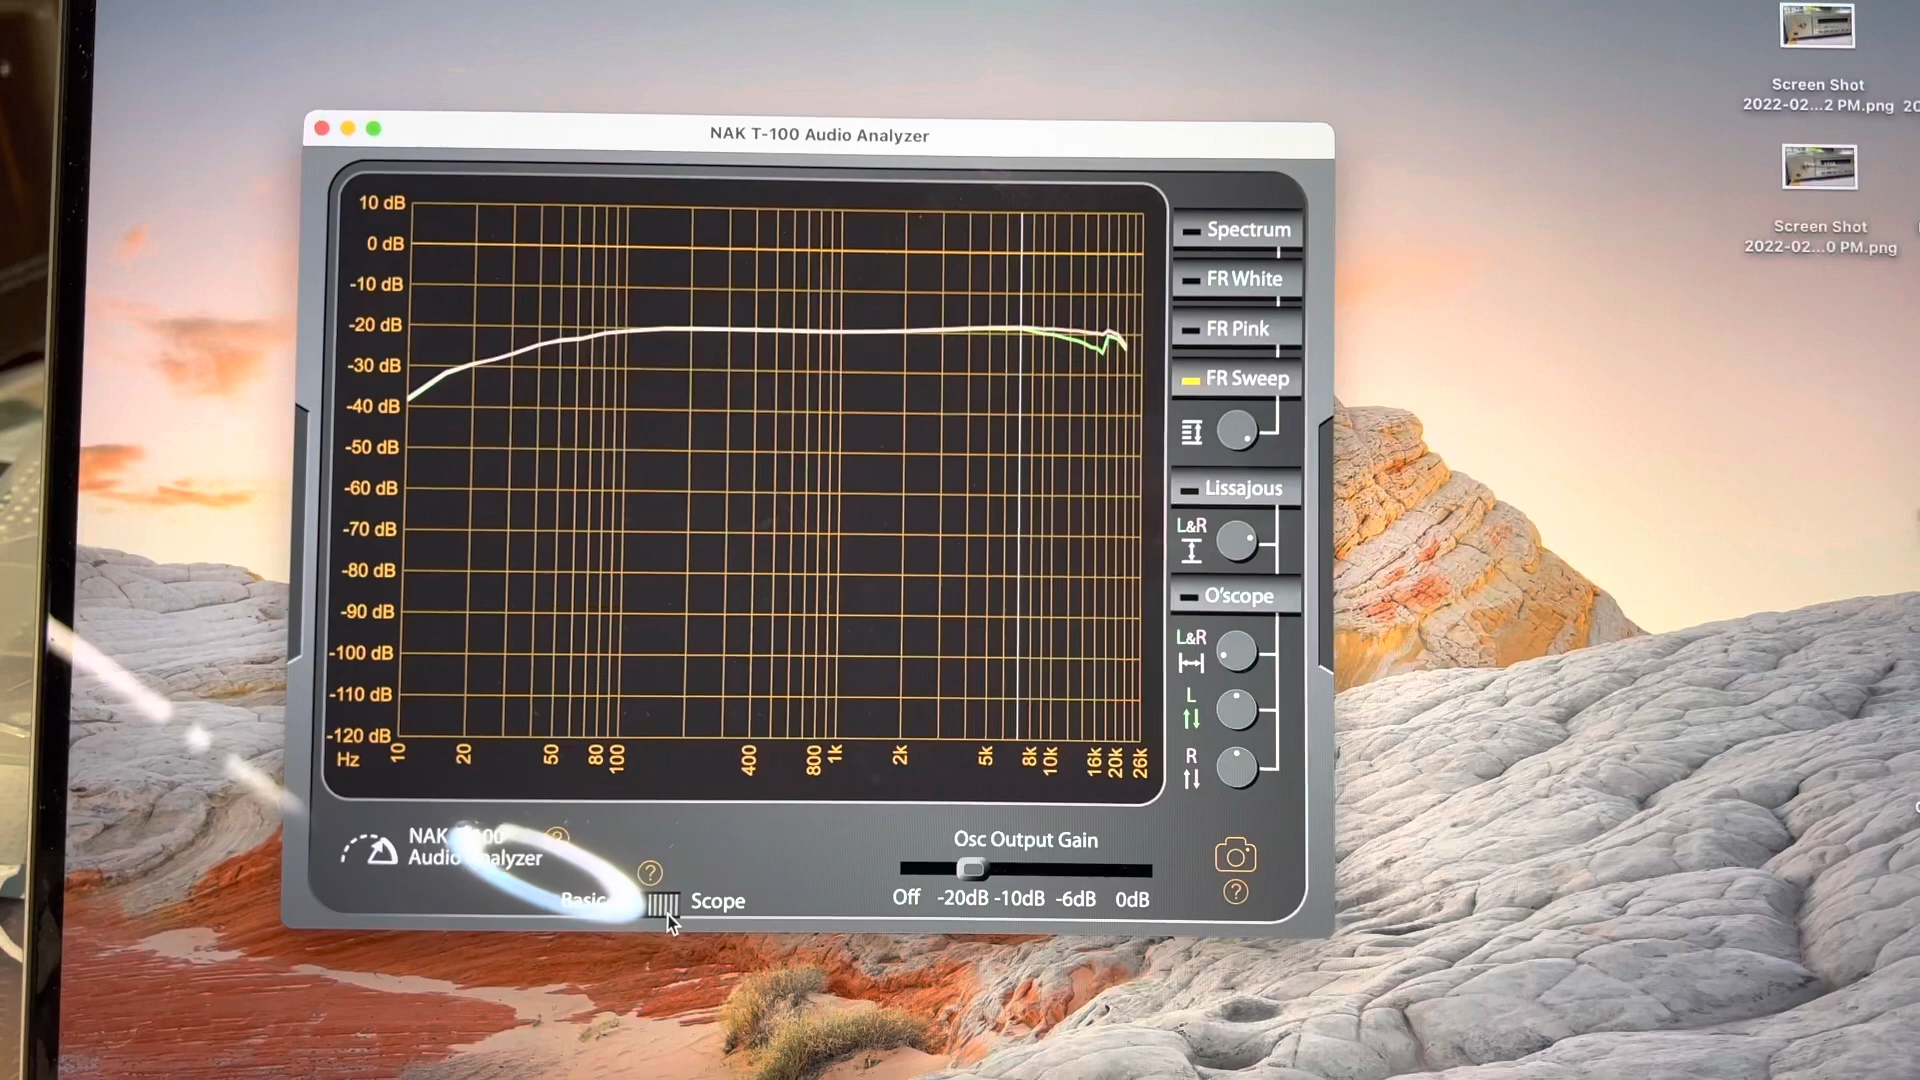 Screen Shot
2022-02...2 PM.png
Screen Shot
2022-02...0 PM.png
NAK T-100 Audio Analyzer
10 dB
0 dB
-10 dB
-20 dB
-30 dB
-40 dB
-50 dB
-60 dB
-70 dB
-80 dB
-90 dB
-100 dB
-110 dB
-120 dB
Hz
10
20
50
80
100
400
800
1k
2k
5k
8k
10k
16k
20k
26k
Spectrum
FR White
FR Pink
FR Sweep
Lissajous
L&R
O'scope
L&R
L
R
NAK
Audio
?
Basic
Scope
Osc Output Gain
Off -20dB -10dB -6dB 0dB
?